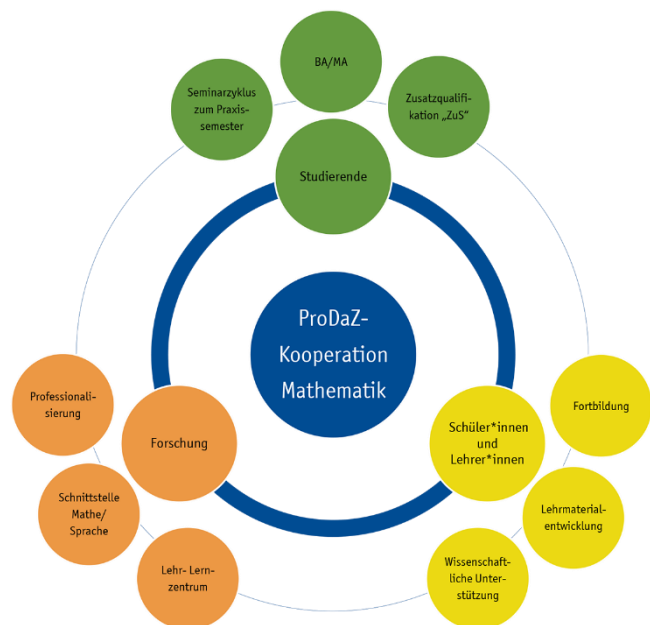 BA/MA
Seminarzyklus
zum Praxis-
semester
Zusatzqualifi-
kation „ZuS“
Studierende
ProDaZ-
Kooperation
Mathematik
Professionali-
sierung
Forschung
Schnittstelle
Mathe/
Sprache
Lehr- Lern-
zentrum
Schüler*innen
und
Lehrer*innen
Fortbildung
Lehrmaterial-
entwicklung
Wissenschaft-
liche Unter-
stützung